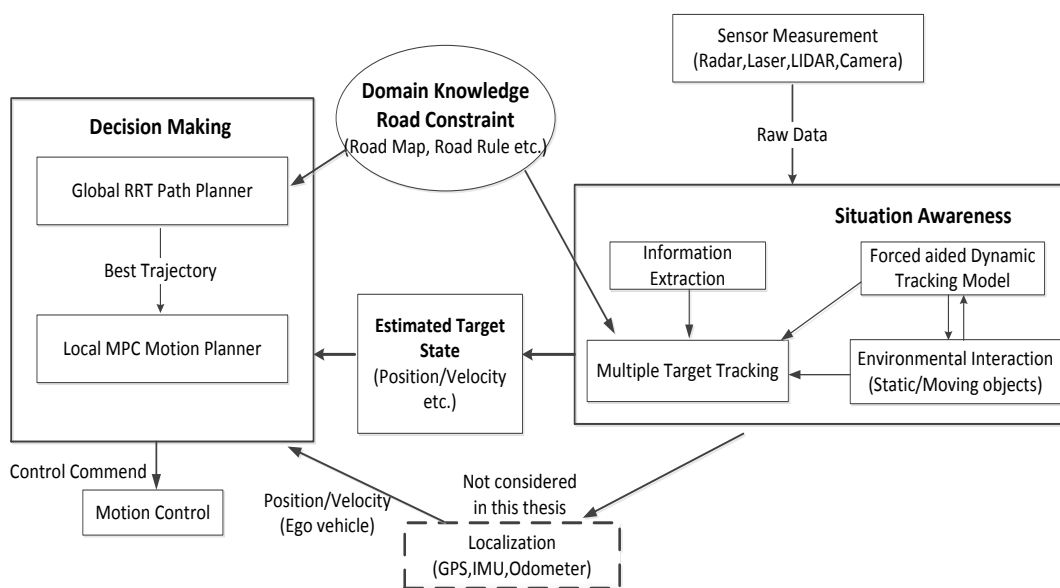 Sensor Measurement
(Radar,Laser,LIDAR,Camera)
Raw Data
Domain Knowledge
Road Constraint
(Road Map, Road Rule etc.)
Decision Making
Global RRT Path Planner
Best Trajectory
Local MPC Motion Planner
Control Commend
Motion Control
Estimated Target
State
(Position/Velocity
etc.)
Situation Awareness
Information
Extraction
Forced aided Dynamic
Tracking Model
Multiple Target Tracking
Environmental Interaction
(Static/Moving objects)
Position/Velocity
(Ego vehicle)
Not considered
in this thesis
Localization
(GPS,IMU,Odometer)